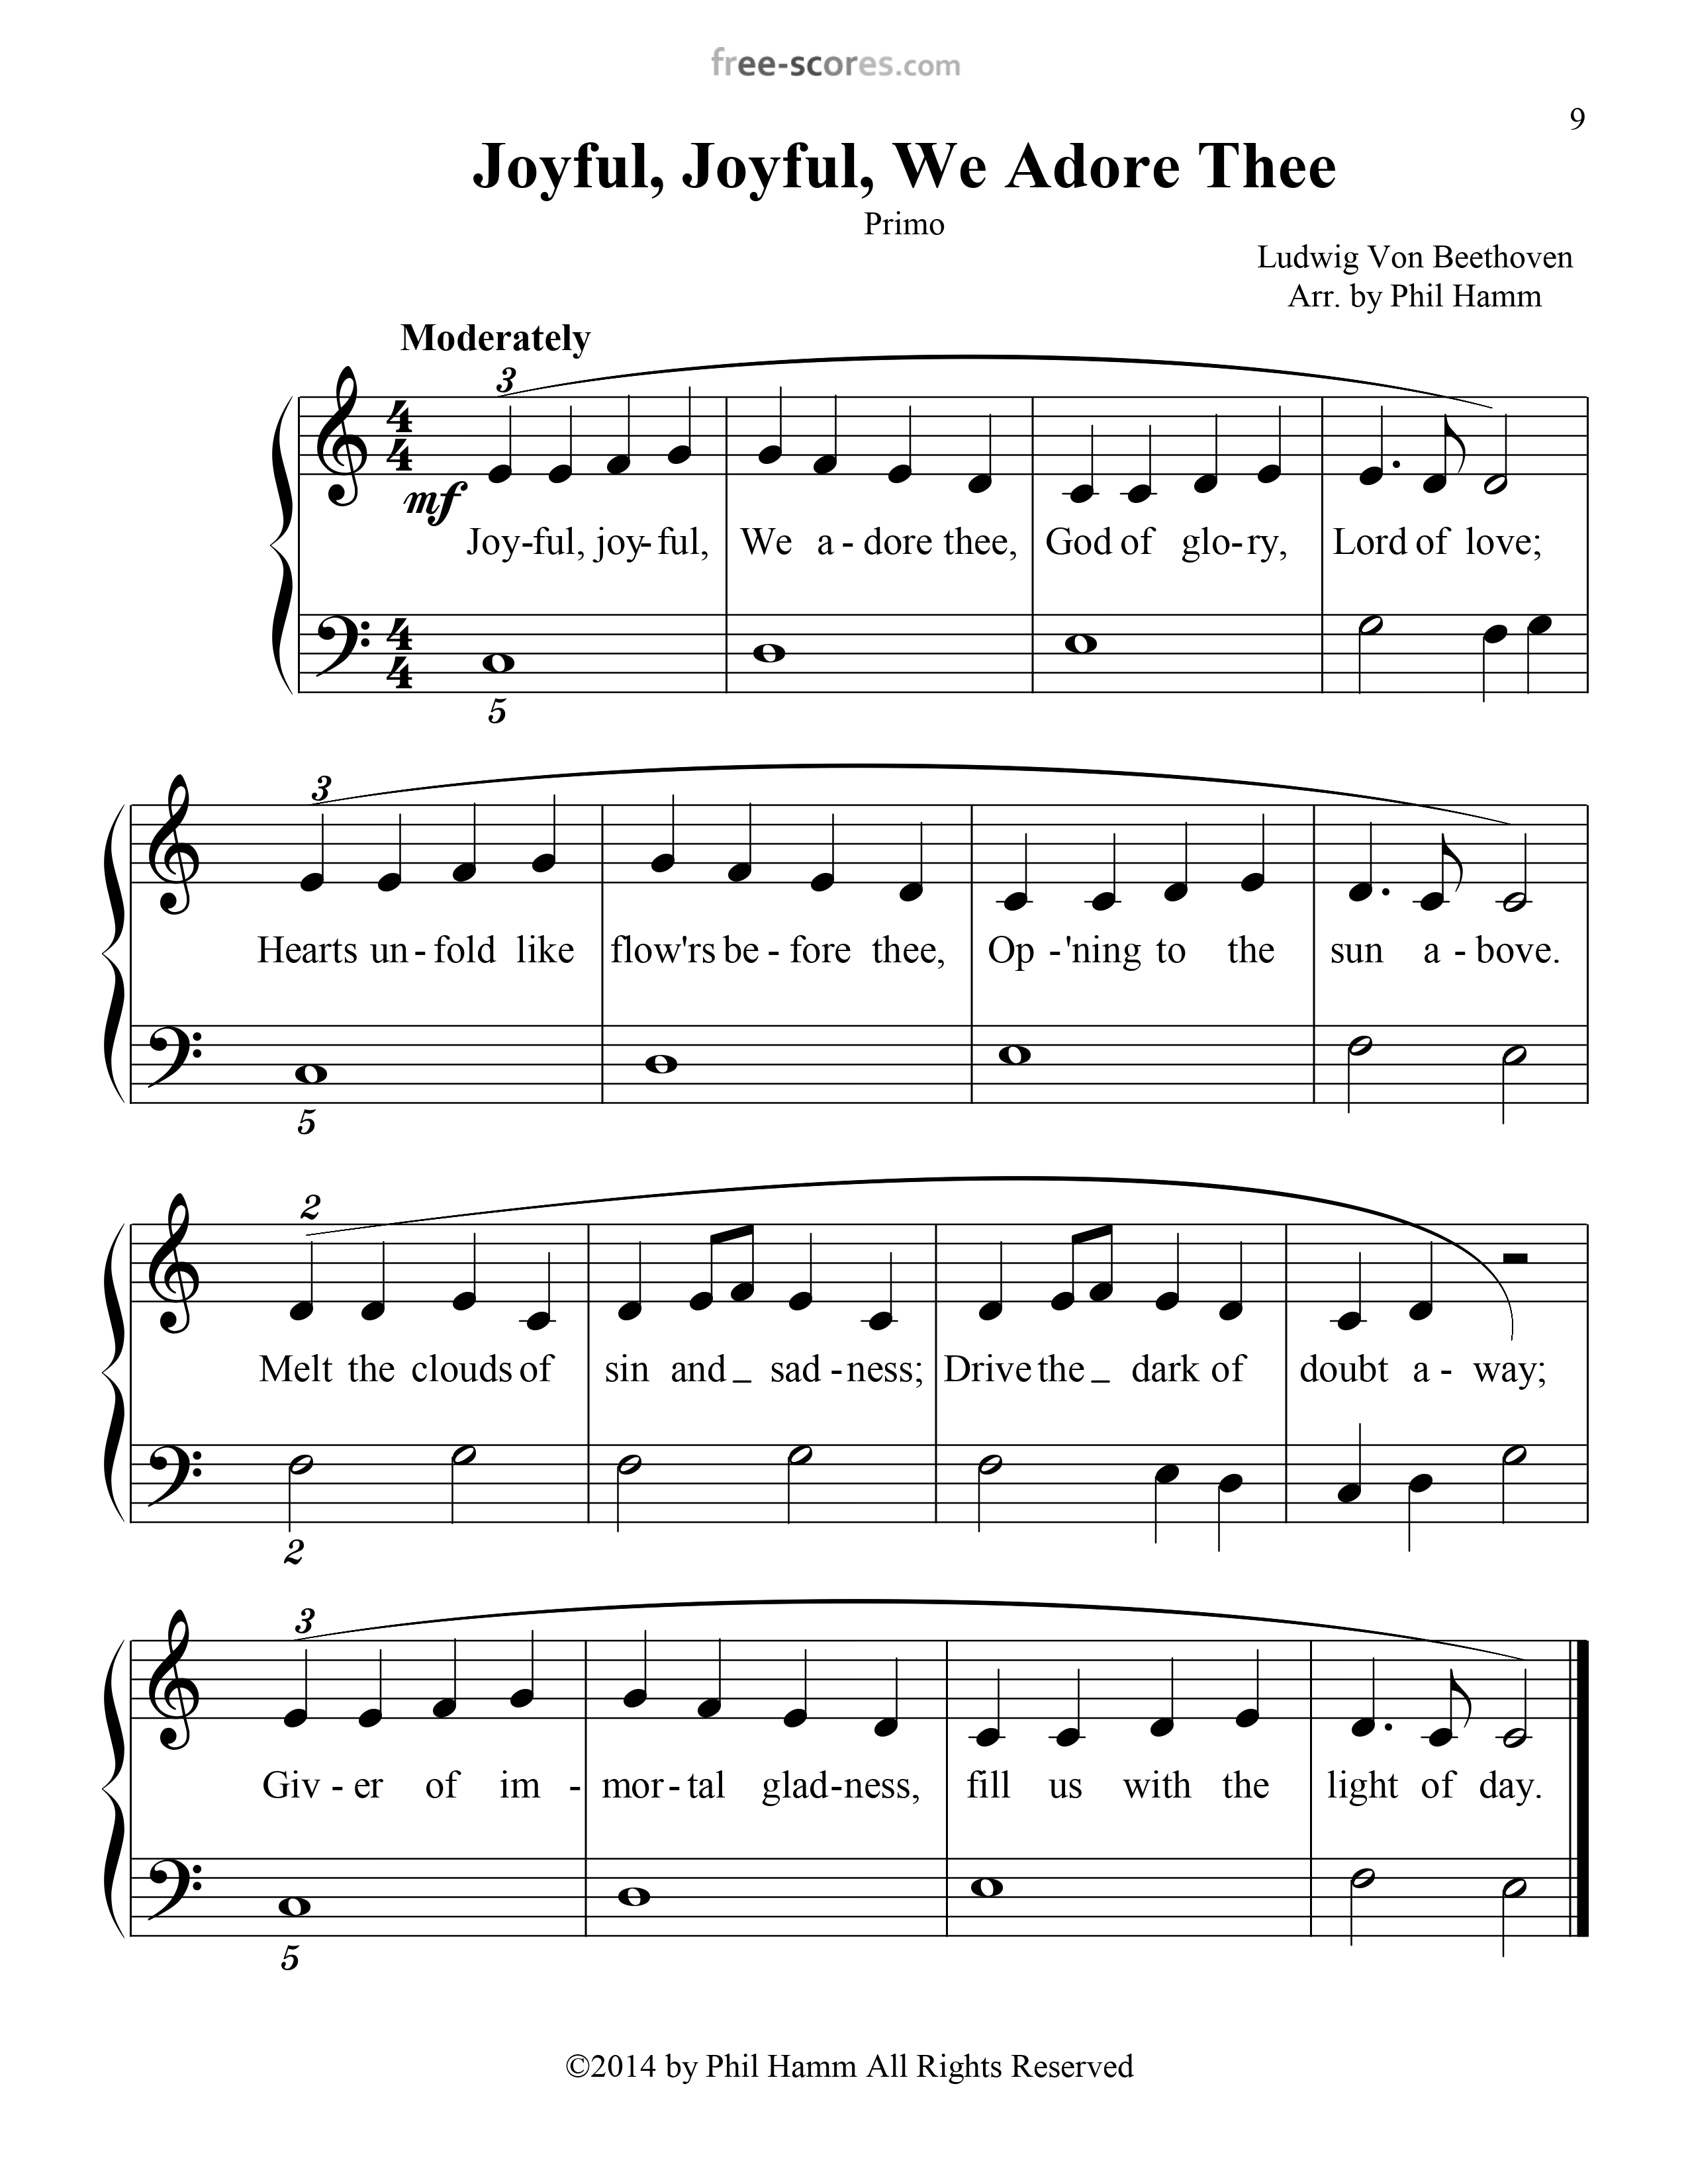 free-scores.com
9
Joyful, Joyful, We Adore Thee
Primo
Ludwig Von Beethoven
Arr. by Phil Hamm
Moderately
3
4 4
mf
Joy-ful, joy-ful, We a-dore thee, God of glo-ry, Lord of love;
4 4
5
3
Hearts un-fold like flow'rs be-fore thee, Op-'ning to the sun a-bove.
5
2
Melt the clouds of sin and _ sad-ness; Drive the _ dark of doubt a-way;
2
3
Giv-er of im-mor-tal glad-ness, fill us with the light of day.
5
©2014 by Phil Hamm All Rights Reserved